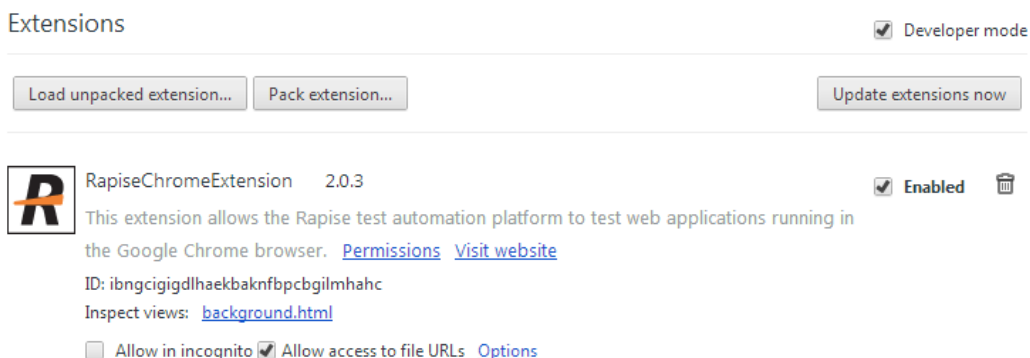 Extensions
Developer mode
Load unpacked extension... Pack extension... Update extensions now
RapiseChromeExtension 2.0.3 Enabled
This extension allows the Rapise test automation platform to test web applications running in
the Google Chrome browser. Permissions Visit website
ID: ibngcigigdlhaekbaknfbpcbgilmhahc
Inspect views: background.html
Allow in incognito Allow access to file URLs Options